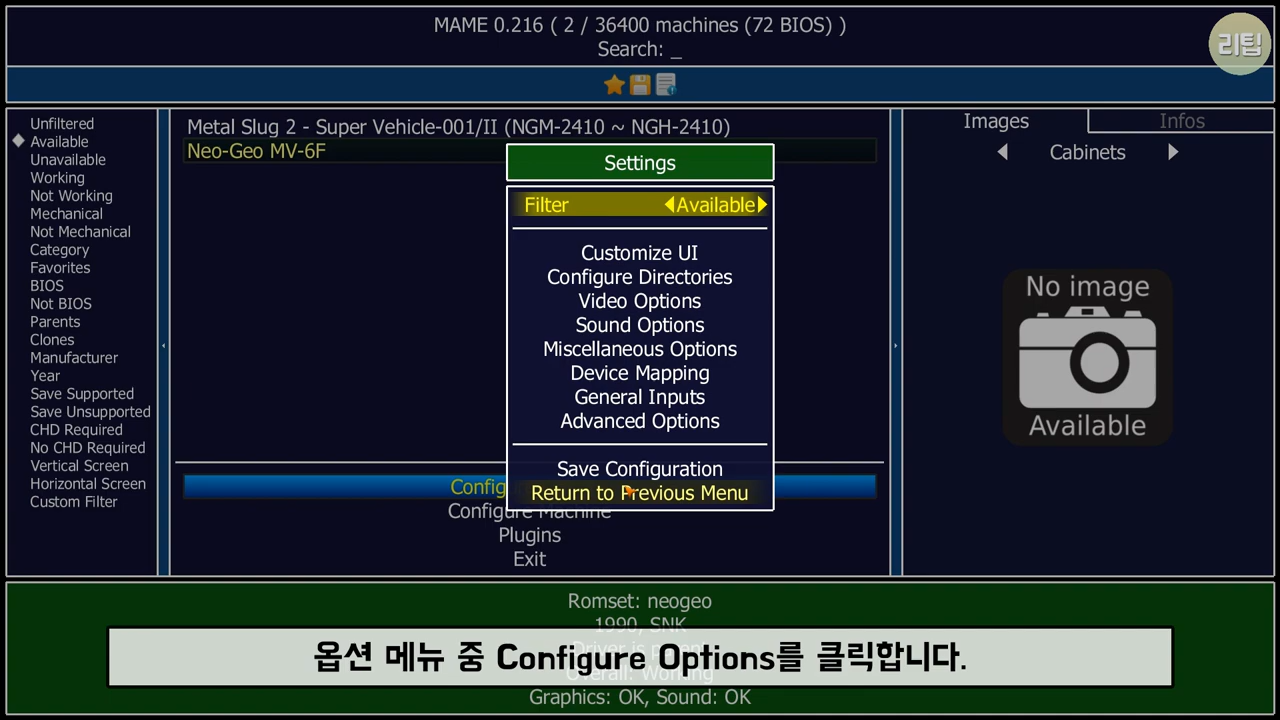 MAME 0.216 ( 2 / 36400 machines (72 BIOS) )
Search: _
리팁
Unfiltered
Available
Unavailable
Working
Not Working
Mechanical
Not Mechanical
Category
Favorites
BIOS
Not BIOS
Parents
Clones
Manufacturer
Year
Save Supported
Save Unsupported
CHD Required
No CHD Required
Vertical Screen
Horizontal Screen
Custom Filter
Metal Slug 2 - Super Vehicle-001/II (NGM-2410 ~ NGH-2410)
Neo-Geo MV-6F
Settings
Filter Available
Customize UI
Configure Directories
Video Options
Sound Options
Miscellaneous Options
Device Mapping
General Inputs
Advanced Options
Save Configuration
Return to Previous Menu
Configure Machine
Plugins
Exit
Images Infos
Cabinets
No image
Available
Romset: neogeo
1990, SNK
Overall: Working
Graphics: OK, Sound: OK
옵션 메뉴 중 Configure Options를 클릭합니다.